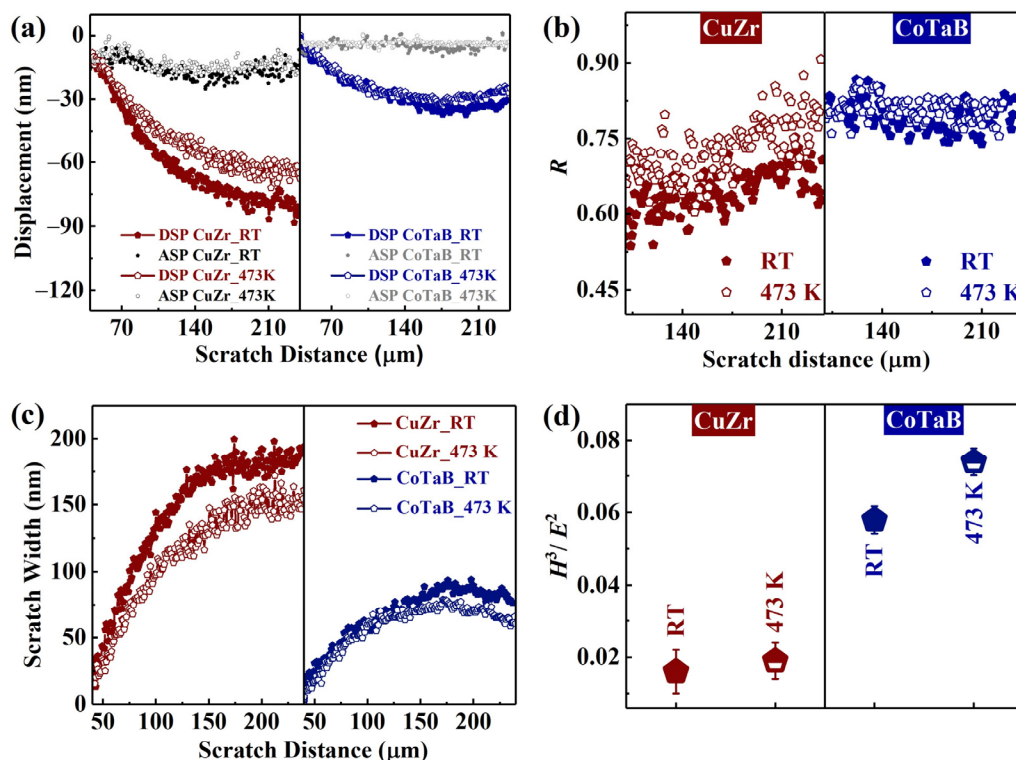 (a)
0
−30
−60
−90
−120
Displacement (nm)
DSP CuZr_RT
ASP CuZr_RT
DSP CuZr_473K
ASP CuZr_473K
DSP CoTaB_RT
ASP CoTaB_RT
DSP CoTaB_473K
ASP CoTaB_473K
70 140 210 70 140 210
Scratch Distance (μm)
(b)
CuZr CoTaB
0.90
0.75
0.60
0.45
R
RT
473 K
RT
473 K
140 210 140 210
Scratch distance (μm)
(c)
200
150
100
50
0
Scratch Width (nm)
CuZr_RT
CuZr_473 K
CoTaB_RT
CoTaB_473 K
50 100 150 200 50 100 150 200
Scratch Distance (μm)
(d)
CuZr CoTaB
0.08
0.06
0.04
0.02
H³/ E²
RT
473 K
RT
473 K